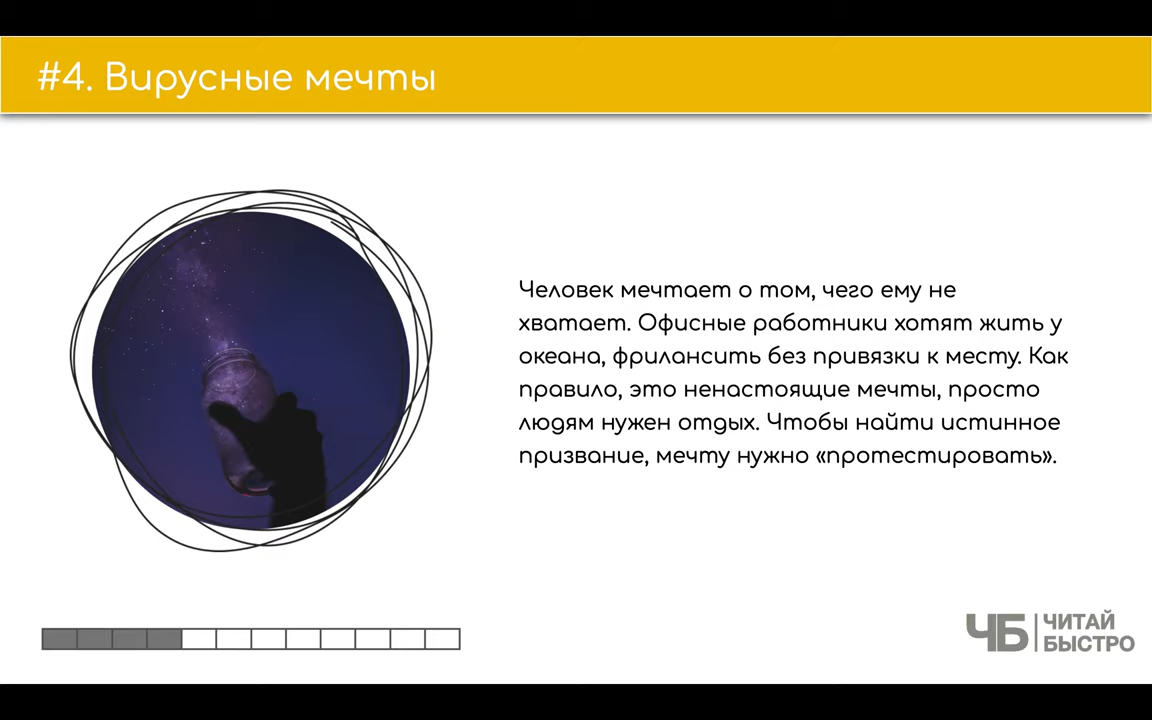 #4. Вирусные мечты
Человек мечтает о том, чего ему не
хватает. Офисные работники хотят жить у
океана, фрилансить без привязки к месту. Как
правило, это ненастоящие мечты, просто
людям нужен отдых. Чтобы найти истинное
призвание, мечту нужно «протестировать».
ЧБ ЧИТАЙ
БЫСТРО